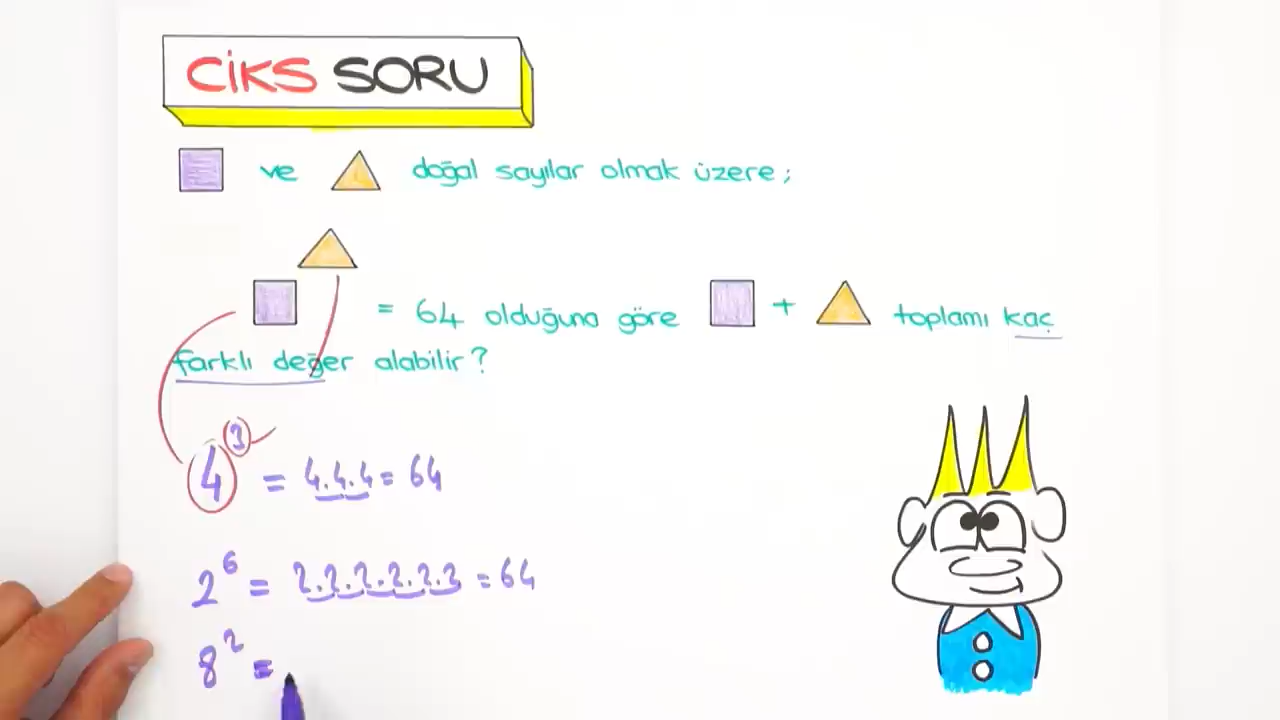 CİKS SORU
ve doğal sayılar olmak üzere;
= 64 olduğuna göre + toplamı kaç
farklı değer alabilir?
4³ = 4.4.4 = 64
2⁶ = 2.2.2.2.2.2 = 64
8² =